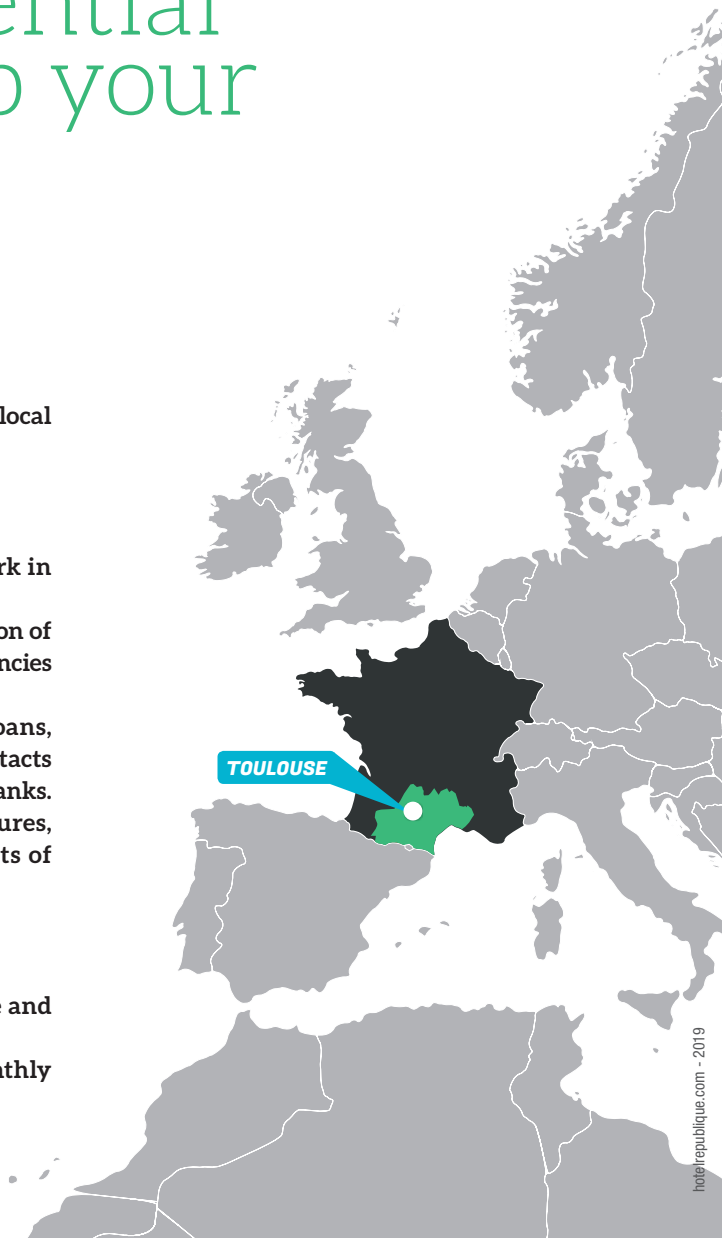 ential
p your
local
rk in
on of
ncies
oans,
tacts
anks.
ures,
ts of
TOULOUSE
e and
nthly
hotelrepublique.com - 2019